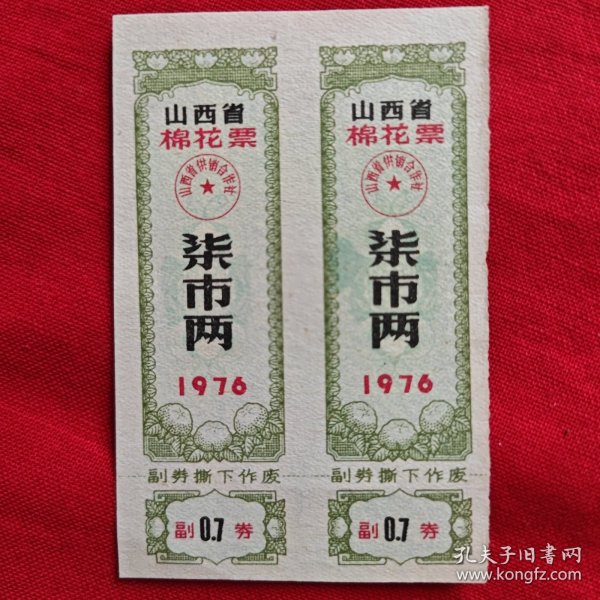 山西省
棉花票
山西省供销合作社
柒市两
1976
副券撕下作废
副 0.7 券
山西省
棉花票
山西省供销合作社
柒市两
1976
副券撕下作废
副 0.7 券
孔夫子旧书网
www.kongfz.com